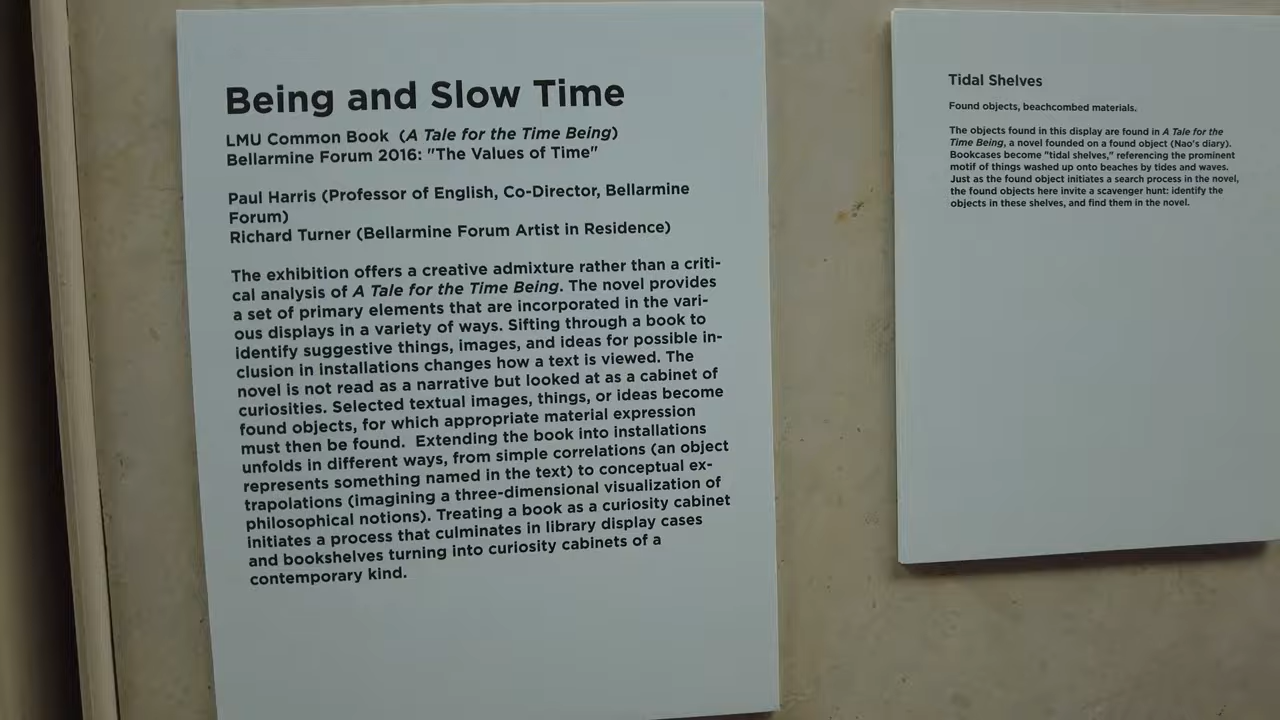 Being and Slow Time
LMU Common Book (A Tale for the Time Being)
Bellarmine Forum 2016: "The Values of Time"
Paul Harris (Professor of English, Co-Director, Bellarmine
Forum)
Richard Turner (Bellarmine Forum Artist in Residence)
The exhibition offers a creative admixture rather than a criti-
cal analysis of A Tale for the Time Being. The novel provides
a set of primary elements that are incorporated in the vari-
ous displays in a variety of ways. Sifting through a book to
identify suggestive things, images, and ideas for possible in-
clusion in installations changes how a text is viewed. The
novel is not read as a narrative but looked at as a cabinet of
curiosities. Selected textual images, things, or ideas become
found objects, for which appropriate material expression
must then be found. Extending the book into installations
unfolds in different ways, from simple correlations (an object
represents something named in the text) to conceptual ex-
trapolations (imagining a three-dimensional visualization of
philosophical notions). Treating a book as a curiosity cabinet
initiates a process that culminates in library display cases
and bookshelves turning into curiosity cabinets of a
contemporary kind.
Tidal Shelves
Found objects, beachcombed materials.
The objects found in this display are found in A Tale for the
Time Being, a novel founded on a found object (Nao's diary).
Bookcases become "tidal shelves," referencing the prominent
motif of things washed up onto beaches by tides and waves.
Just as the found object initiates a search process in the novel,
the found objects here invite a scavenger hunt: identify the
objects in these shelves, and find them in the novel.